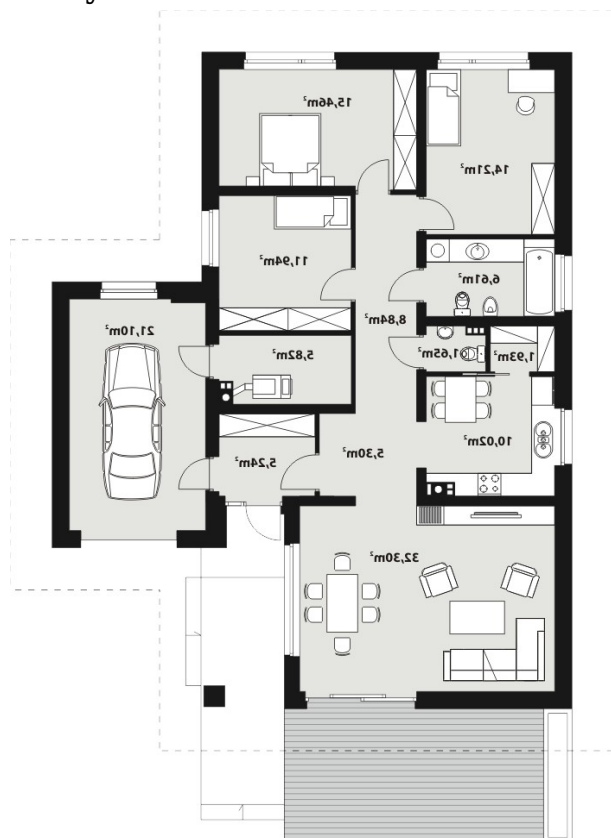 15,46m²
14,21m²
11,94m²
6,61m²
21,10m²
8,84m²
5,82m²
1,65m²
1,93m²
10,02m²
5,24m²
5,30m²
32,30m²